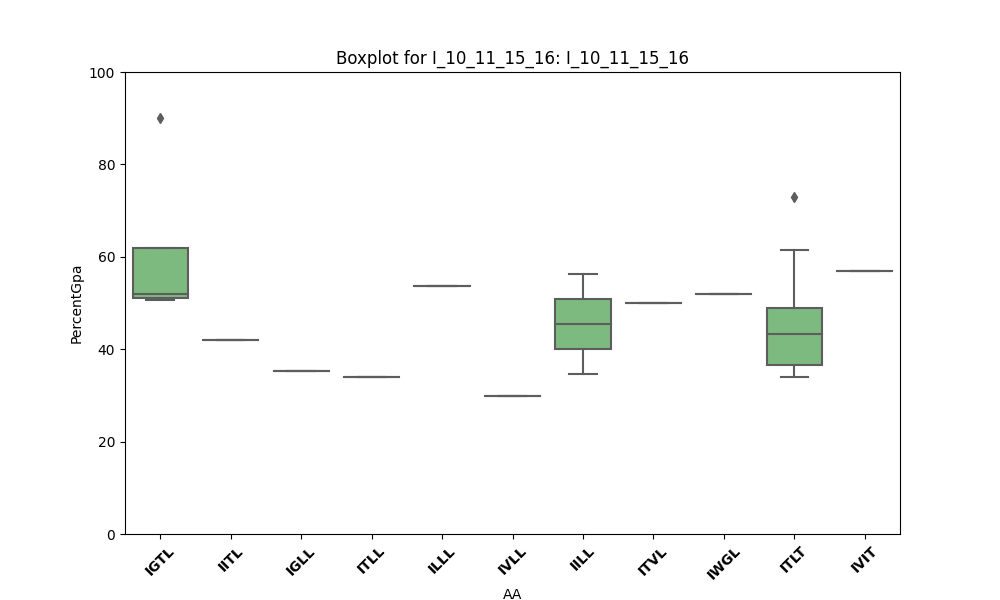 Boxplot for I_10_11_15_16: I_10_11_15_16
100
80
60
40
20
0
PercentGpa
IGTL
IITL
IGLL
ITLL
ILLL
IVLL
IILL
ITVL
IWGL
ITLT
IVIT
AA